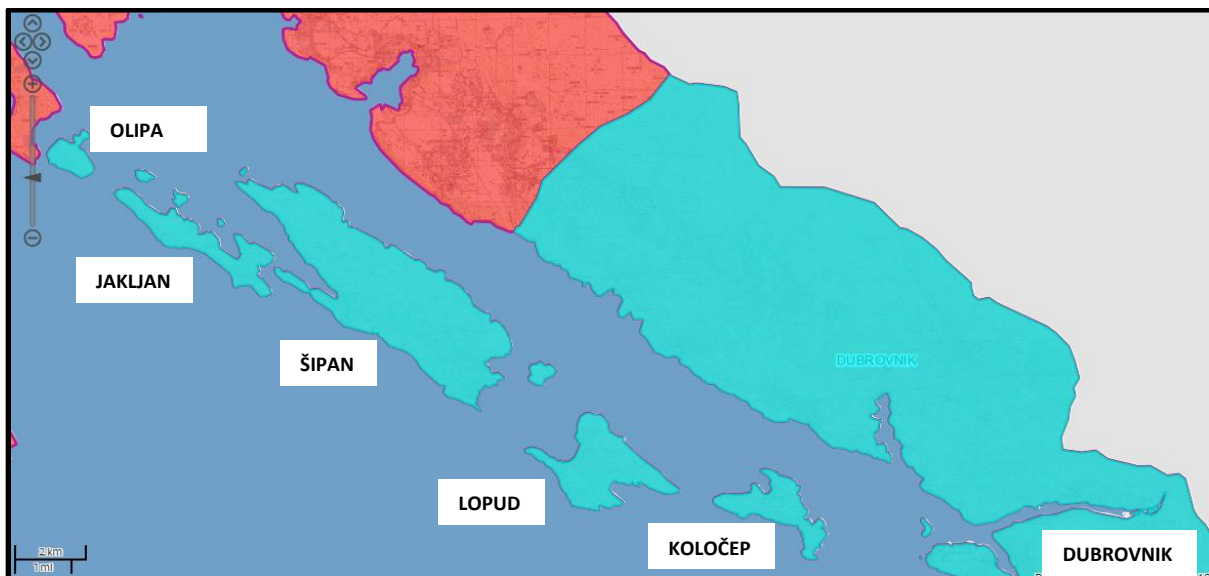 OLIPA
JAKLJAN
ŠIPAN
DUBROVNIK
LOPUD
KOLOČEP
DUBROVNIK
2 km
1 mi